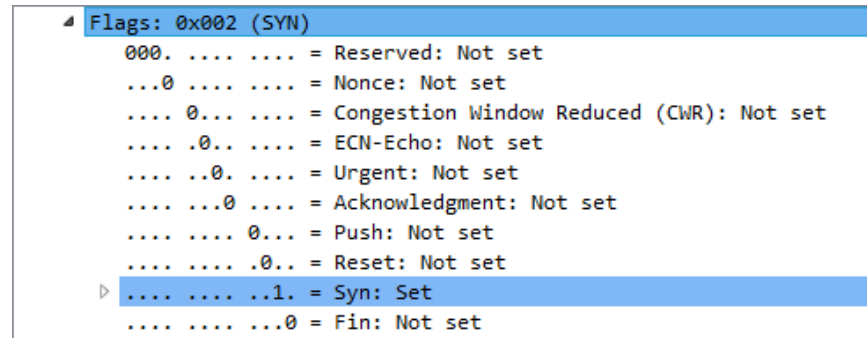 Flags: 0x002 (SYN)
000. .... .... = Reserved: Not set
...0 .... .... = Nonce: Not set
.... 0... .... = Congestion Window Reduced (CWR): Not set
.... .0.. .... = ECN-Echo: Not set
.... ..0. .... = Urgent: Not set
.... ...0 .... = Acknowledgment: Not set
.... .... 0... = Push: Not set
.... .... .0.. = Reset: Not set
.... .... ..1. = Syn: Set
.... .... ...0 = Fin: Not set